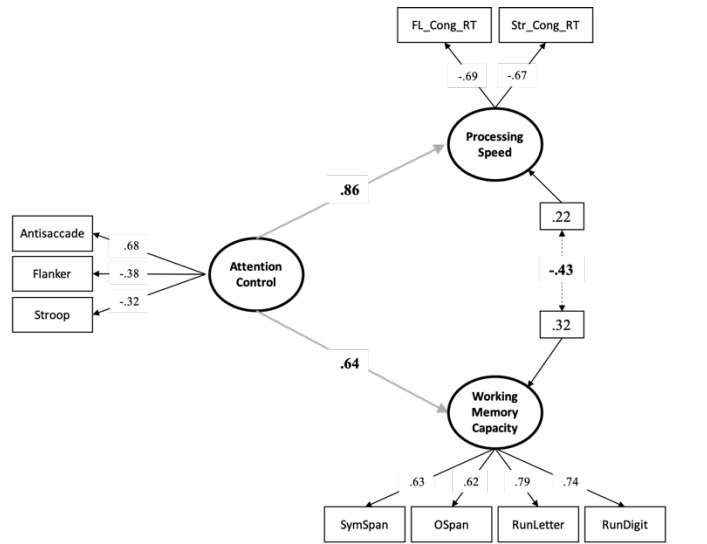 FL_Cong_RT
Str_Cong_RT
-.69
-.67
Processing
Speed
.86
.22
Antisaccade
.68
Flanker
-.38
Attention
Control
-.43
Stroop
-.32
.32
.64
Working
Memory
Capacity
.63
.62
.79
.74
SymSpan
OSpan
RunLetter
RunDigit